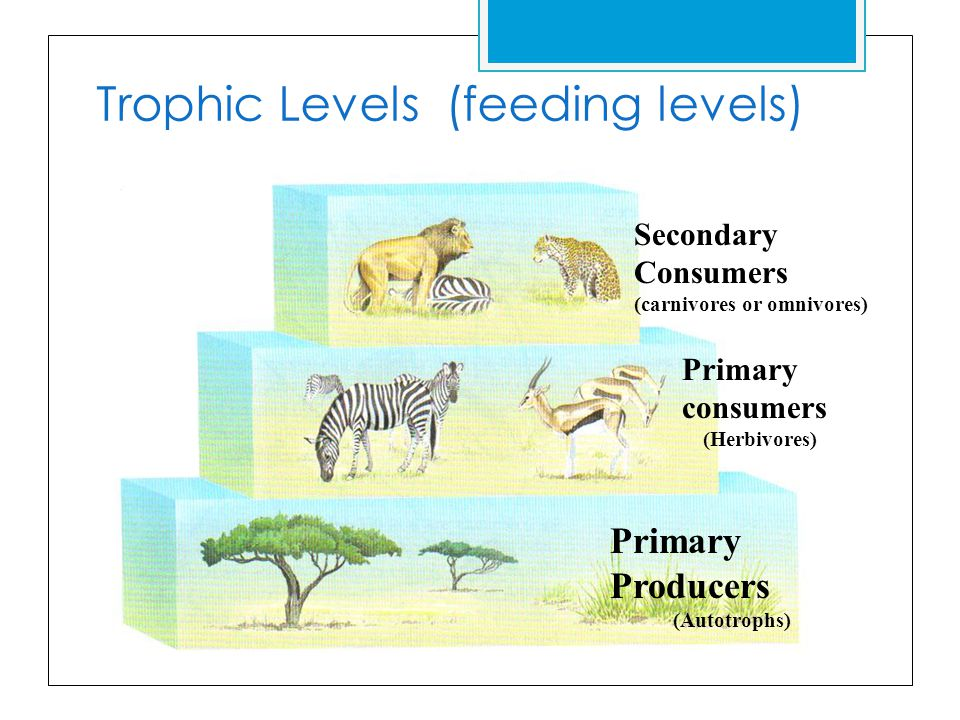 Trophic Levels (feeding levels)
Secondary
Consumers
(carnivores or omnivores)
Primary
consumers
(Herbivores)
Primary
Producers
(Autotrophs)